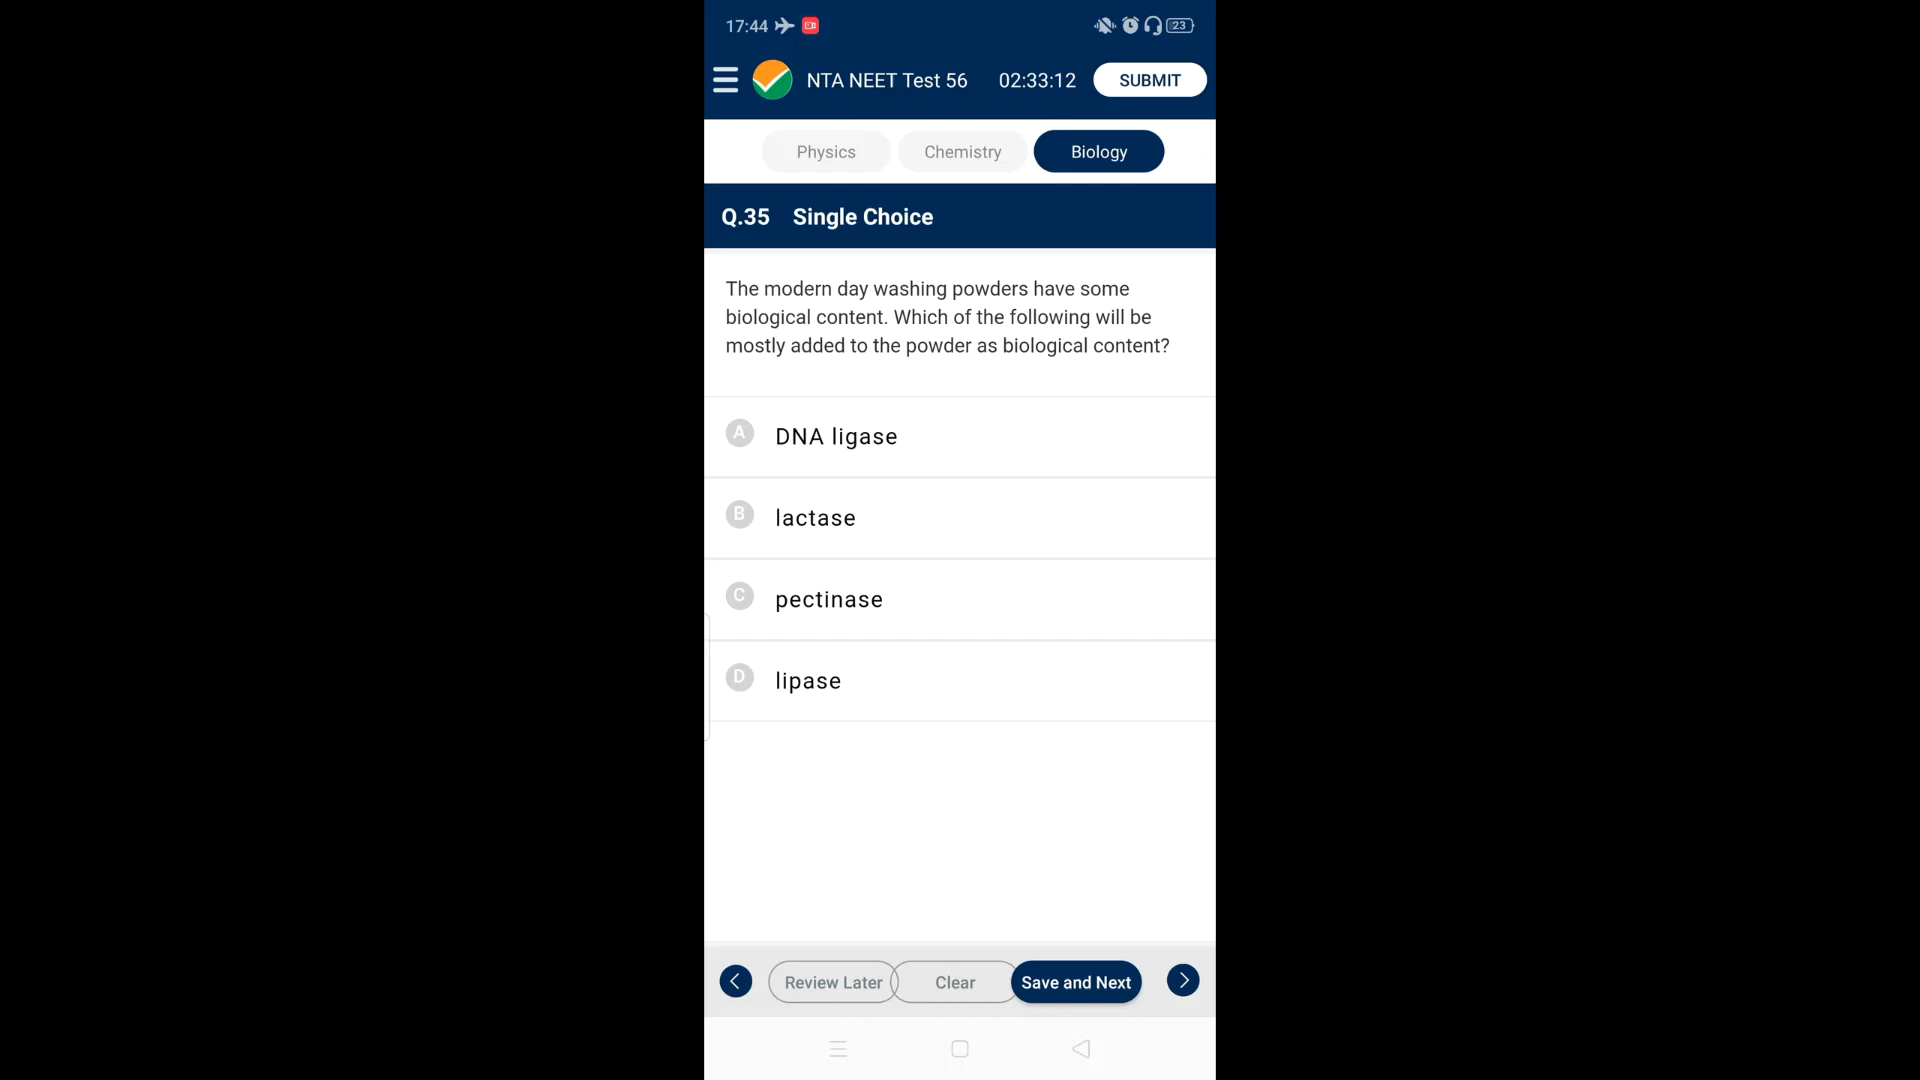 17:44
23
NTA NEET Test 56 02:33:12 SUBMIT
Physics Chemistry Biology
Q.35 Single Choice
The modern day washing powders have some
biological content. Which of the following will be
mostly added to the powder as biological content?
A DNA ligase
B lactase
C pectinase
D lipase
Review Later Clear Save and Next